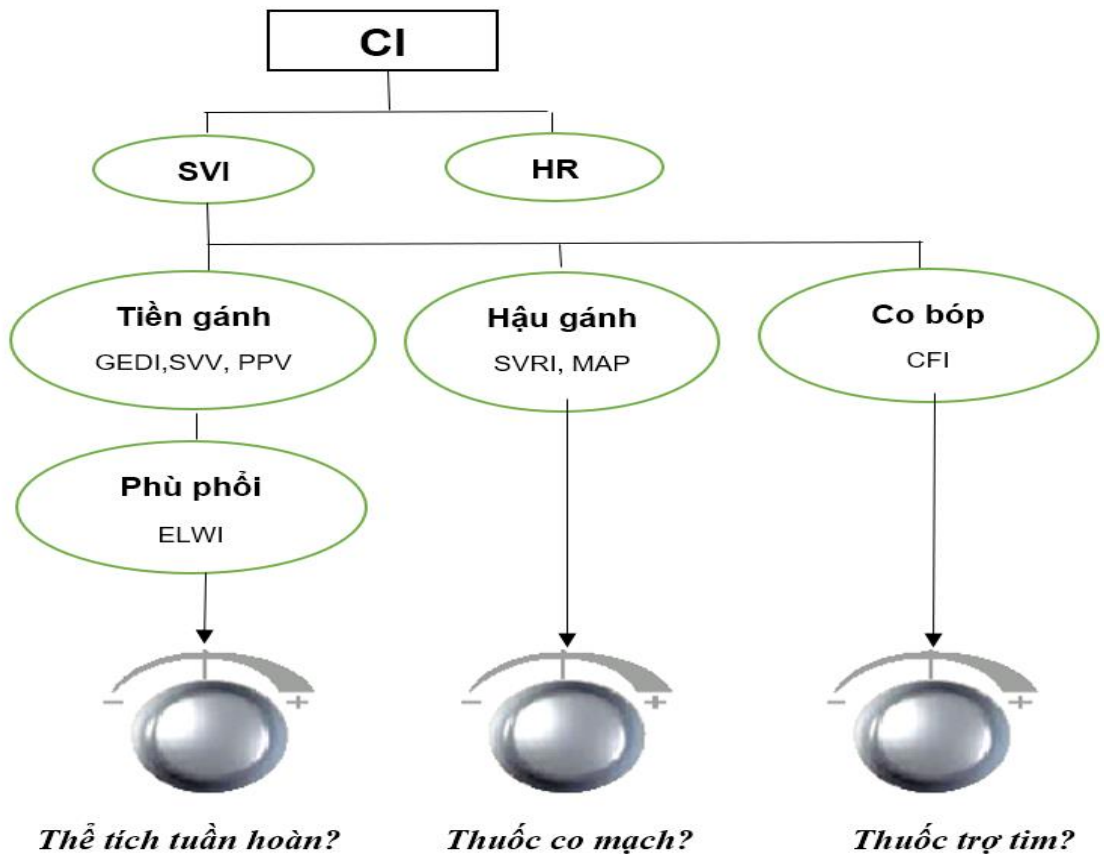 CI
SVI
HR
Tiền gánh
GEDI,SVV, PPV
Hậu gánh
SVRI, MAP
Co bóp
CFI
Phù phổi
ELWI
− +
− +
− +
Thể tích tuần hoàn?
Thuốc co mạch?
Thuốc trợ tim?